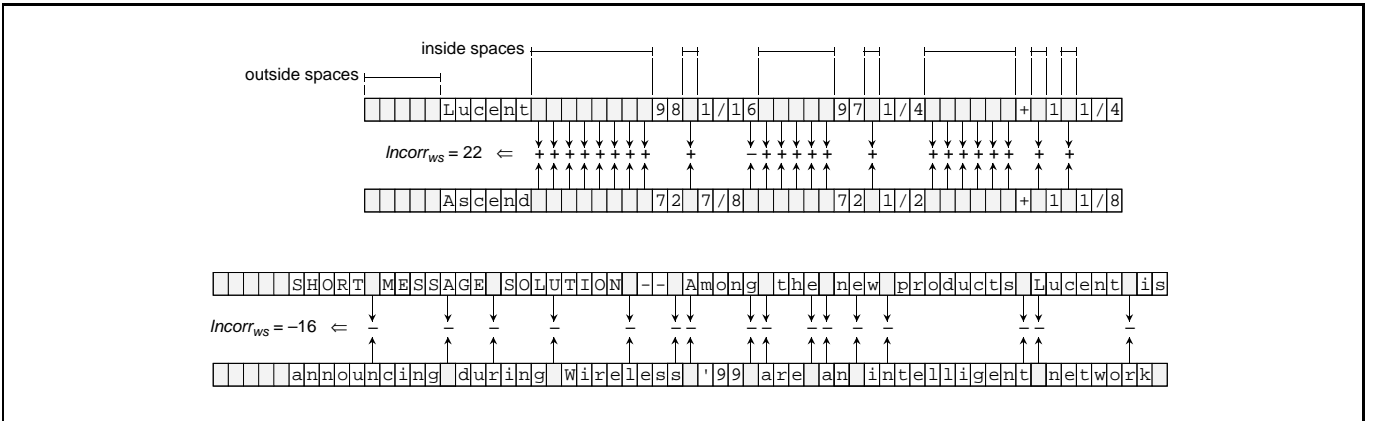 inside spaces
outside spaces
Lucent        98 1/16     97 1/4      + 1 1/4
Incorr_ws = 22 ⇐ + + + + + + + + + – + + + + + + + + + + + + + +
Ascend        72 7/8      72 1/2      + 1 1/8
SHORT MESSAGE SOLUTION -- Among the new products Lucent is
Incorr_ws = –16 ⇐ – – – – – – – – – – – – – – – –
announcing during Wireless '99 are an intelligent network